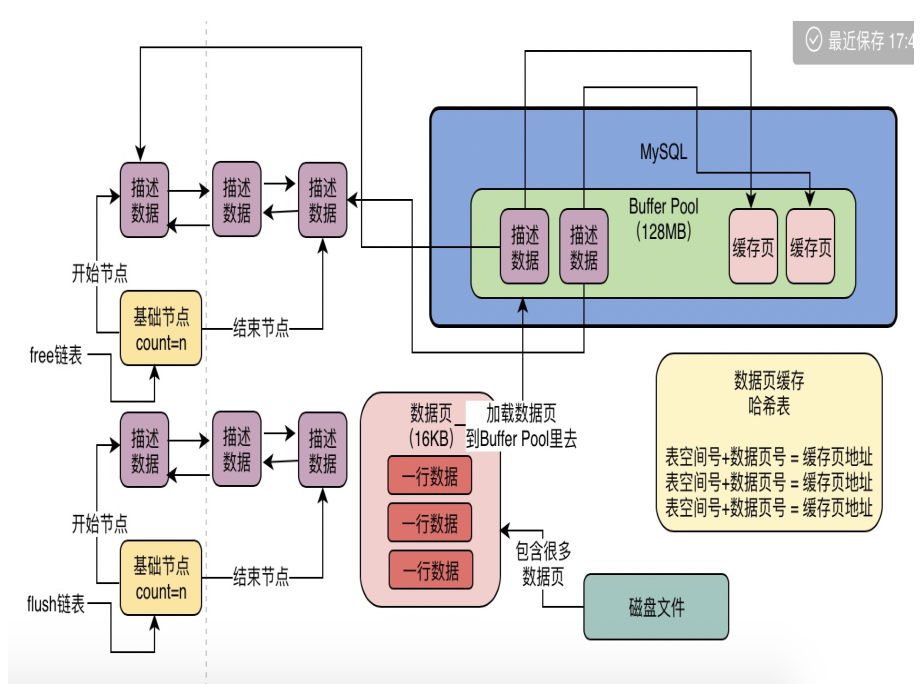 最近保存 17:4
MySQL
Buffer Pool
(128MB)
描述
数据
描述
数据
缓存页
缓存页
描述
数据
描述
数据
描述
数据
开始节点
基础节点
count=n
结束节点
free链表
描述
数据
描述
数据
描述
数据
开始节点
基础节点
count=n
结束节点
flush链表
数据页
(16KB)
一行数据
一行数据
一行数据
加载数据页
到Buffer Pool里去
包含很多
数据页
磁盘文件
数据页缓存
哈希表
表空间号+数据页号 = 缓存页地址
表空间号+数据页号 = 缓存页地址
表空间号+数据页号 = 缓存页地址